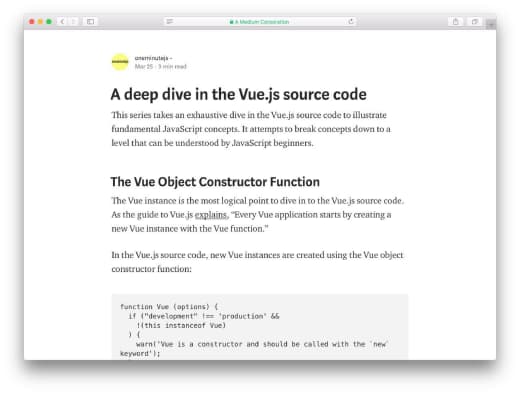 A Medium Corporation
oneminutejs -
Mar 25 · 3 min read
A deep dive in the Vue.js source code
This series takes an exhaustive dive in the Vue.js source code to illustrate
fundamental JavaScript concepts. It attempts to break concepts down to a
level that can be understood by JavaScript beginners.
The Vue Object Constructor Function
The Vue instance is the most logical point to dive in to the Vue.js source code.
As the guide to Vue.js explains, “Every Vue application starts by creating a
new Vue instance with the Vue function.”
In the Vue.js source code, new Vue instances are created using the Vue object
constructor function:
function Vue (options) {
if ("development" !== 'production' &&
!(this instanceof Vue)
) {
warn('Vue is a constructor and should be called with the `new`
keyword');